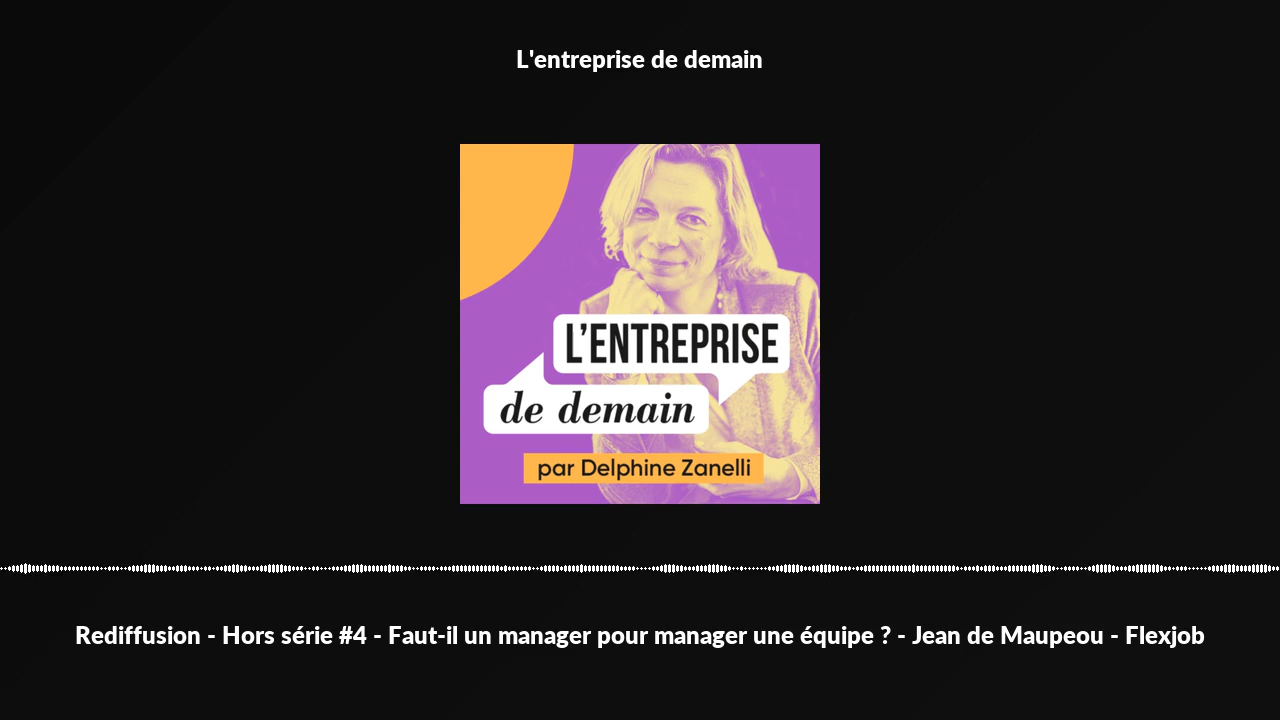 L'entreprise de demain
L'ENTREPRISE
de demain
par Delphine Zanelli
Rediffusion - Hors série #4 - Faut-il un manager pour manager une équipe ? - Jean de Maupeou - Flexjob